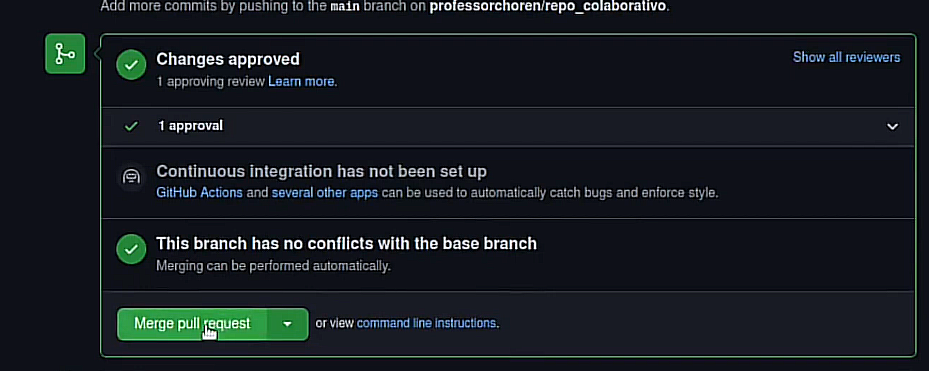 Add more commits by pushing to the main branch on professorchoren/repo_colaborativo.
Changes approved
Show all reviewers
1 approving review Learn more.
1 approval
Continuous integration has not been set up
GitHub Actions and several other apps can be used to automatically catch bugs and enforce style.
This branch has no conflicts with the base branch
Merging can be performed automatically.
Merge pull request or view command line instructions.